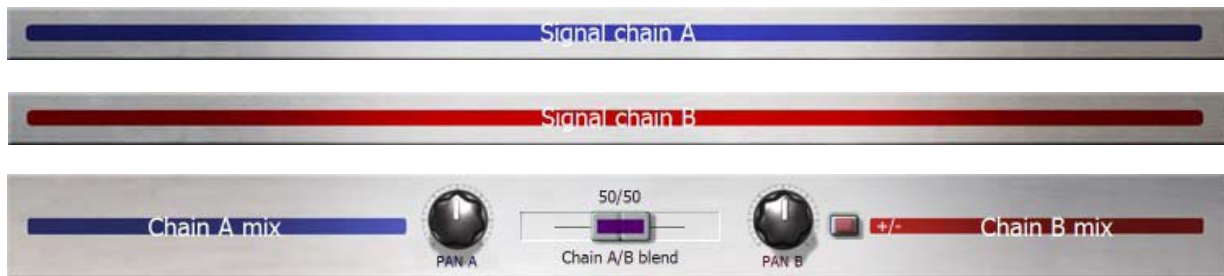 Signal chain A
Signal chain B
50/50
Chain A mix
+/-
Chain B mix
PAN A
Chain A/B blend
PAN B